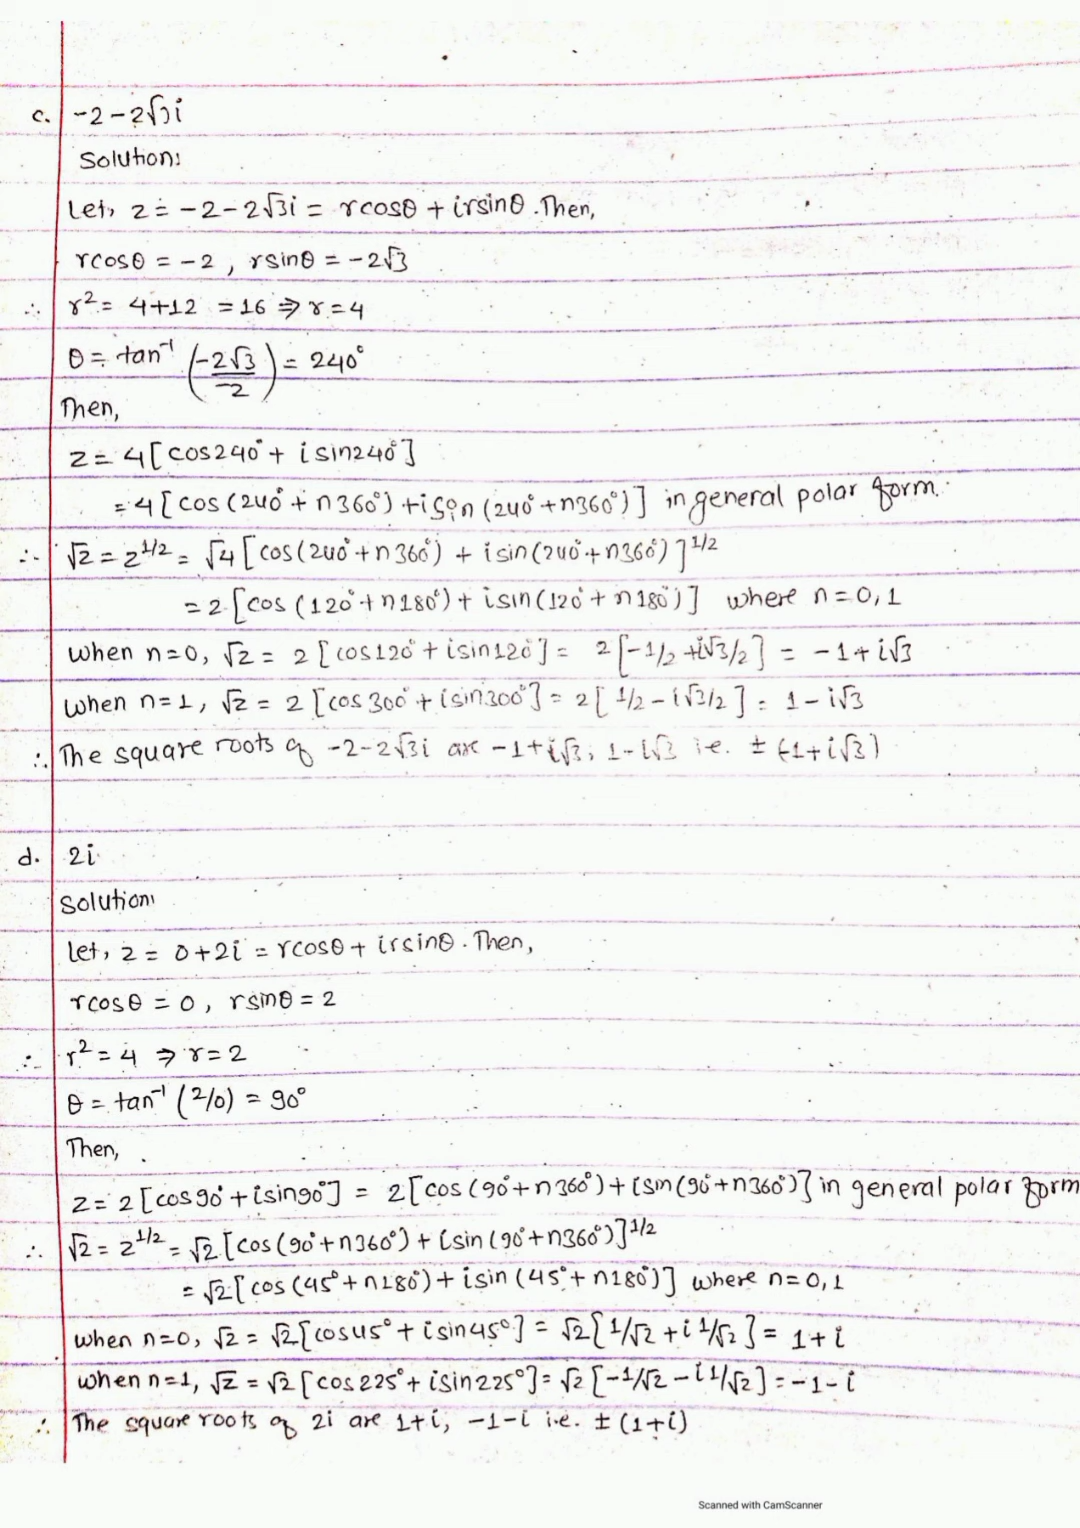 c. -2-2√3i
Solution:
Let, z = -2-2√3i = rcosθ + irsinθ. Then,
rcosθ = -2, rsinθ = -2√3
∴ r² = 4+12 = 16 ⇒ r=4
θ = tan⁻¹ (-2√3/-2) = 240°
Then,
z = 4[cos240° + isin240°]
= 4[cos(240° + n360°) + isin(240° + n360°)] in general polar form.
∴ √z = z^1/2 = √4 [cos(240° + n360°) + isin(240° + n360°)]^1/2
= 2 [cos (120° + n180°) + isin(120° + n180°)] where n=0,1
when n=0, √z = 2 [cos120° + isin120°] = 2[-1/2 + i√3/2] = -1+i√3
when n=1, √z = 2 [cos 300° + isin300°] = 2[1/2 - i√3/2] = 1-i√3
∴ The square roots of -2-2√3i are -1+i√3, 1-i√3 i.e. ± (-1+i√3)
d. 2i
Solution:
let, z = 0+2i = rcosθ + irsinθ. Then,
rcosθ = 0, rsinθ = 2
∴ r² = 4 ⇒ r=2
θ = tan⁻¹ (2/0) = 90°
Then,
z = 2 [cos90° + isin90°] = 2[cos (90° + n360°) + isin(90° + n360°)] in general polar form
∴ √z = z^1/2 = √2 [cos (90° + n360°) + isin (90° + n360°)]^1/2
= √2 [cos (45° + n180°) + isin (45° + n180°)] where n=0,1
when n=0, √z = √2 [cos45° + isin45°] = √2 [1/√2 + i 1/√2] = 1+i
when n=1, √z = √2 [cos225° + isin225°] = √2 [-1/√2 - i 1/√2] = -1-i
∴ The square roots of 2i are 1+i, -1-i i.e. ± (1+i)
Scanned with CamScanner